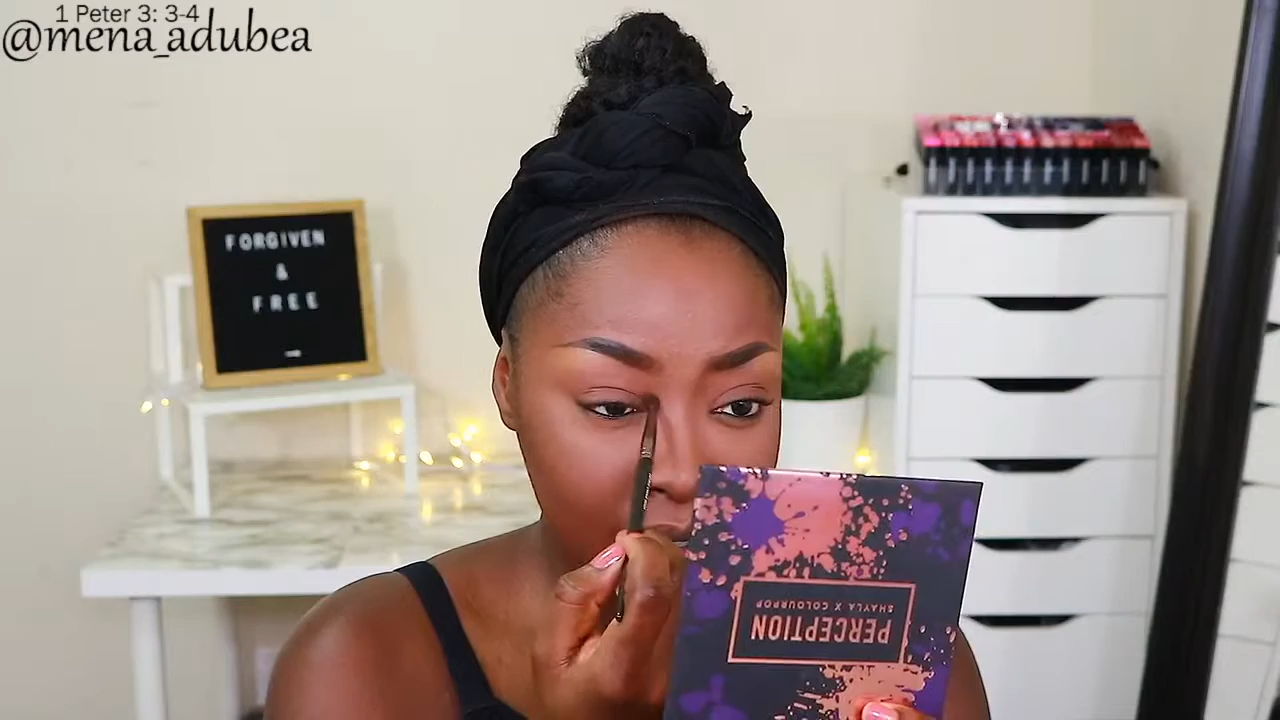 1 Peter 3: 3-4
@mena_adubea
FORGIVEN
&
FREE
PERCEPTION
SHAYLA X COLOURPOP